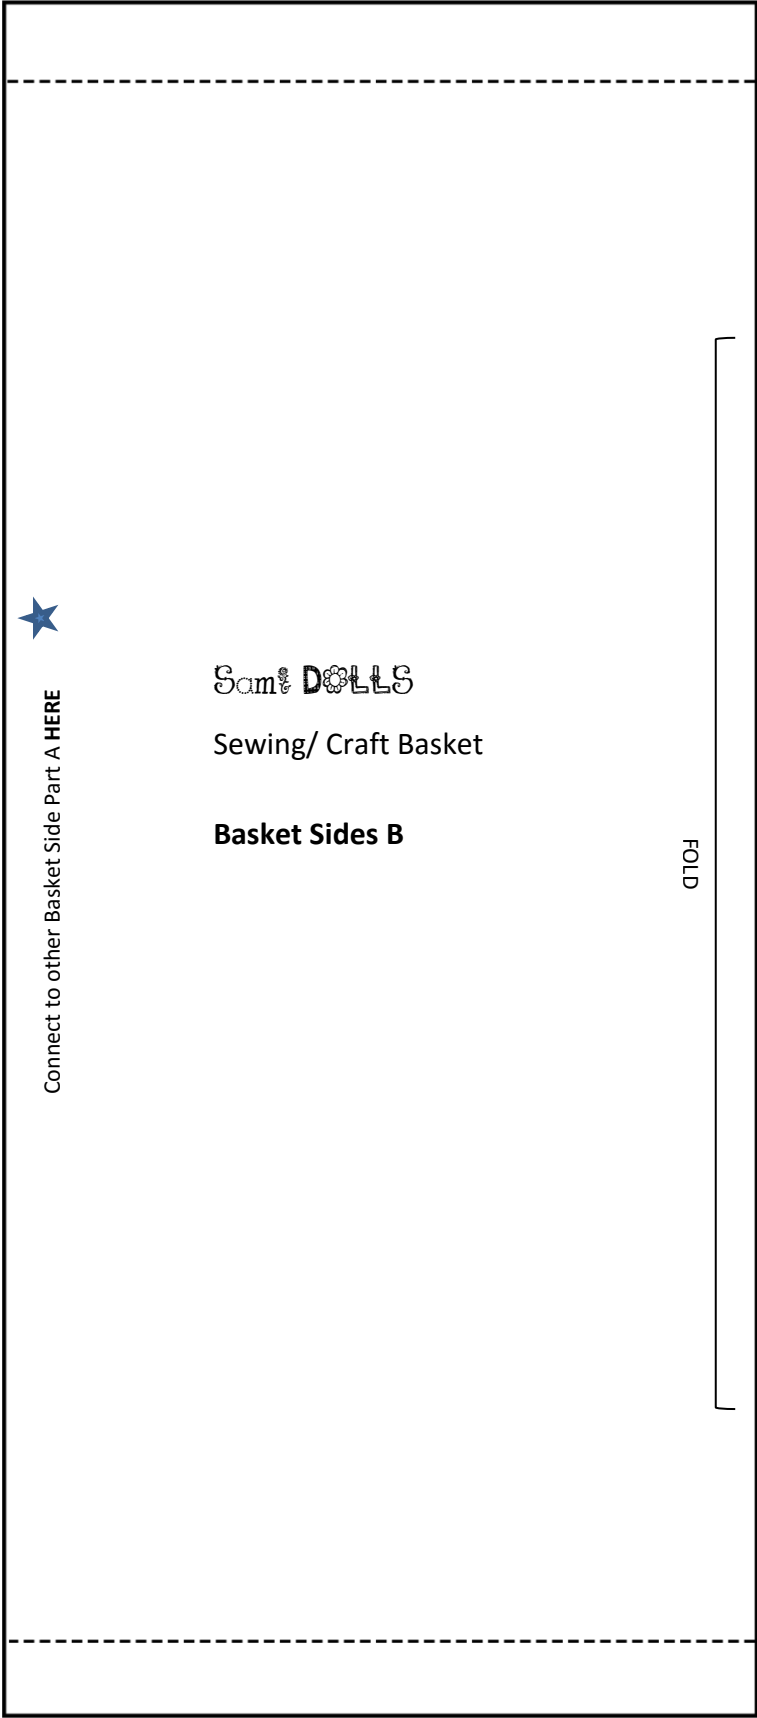 Sami DOLLS
Sewing/ Craft Basket
Basket Sides B
Connect to other Basket Side Part A HERE
FOLD